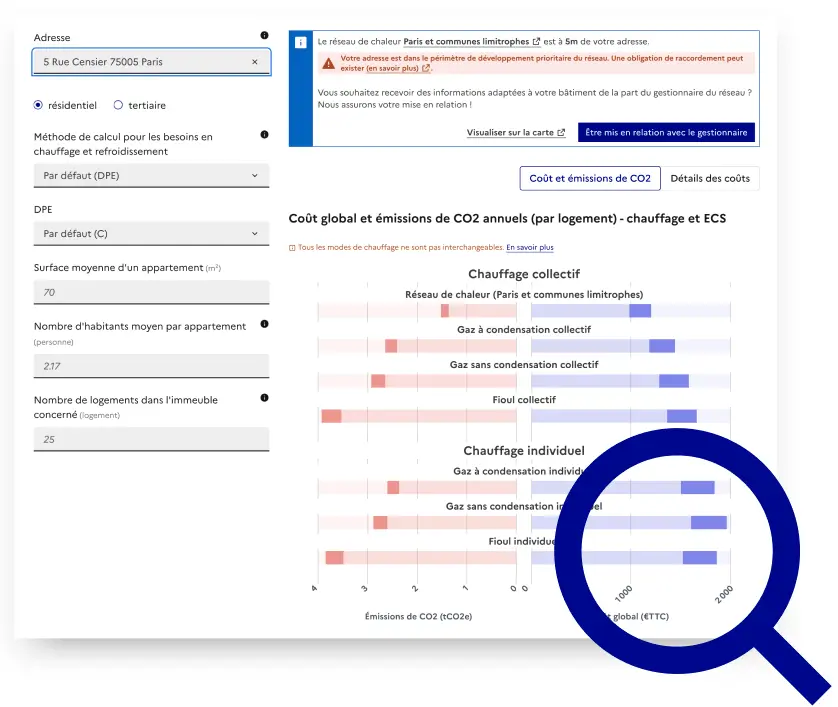 Adresse
5 Rue Censier 75005 Paris
résidentiel
tertiaire
Méthode de calcul pour les besoins en
chauffage et refroidissement
Par défaut (DPE)
DPE
Par défaut (C)
Surface moyenne d'un appartement (m²)
70
Nombre d'habitants moyen par appartement
(personne)
2.17
Nombre de logements dans l'immeuble
concerné (logement)
25
Le réseau de chaleur Paris et communes limitrophes est à 5m de votre adresse.
Votre adresse est dans le périmètre de développement prioritaire du réseau. Une obligation de raccordement peut
exister (en savoir plus).
Vous souhaitez recevoir des informations adaptées à votre bâtiment de la part du gestionnaire du réseau ?
Nous assurons votre mise en relation !
Visualiser sur la carte
Être mis en relation avec le gestionnaire
Coût et émissions de CO2
Détails des coûts
Coût global et émissions de CO2 annuels (par logement) - chauffage et ECS
Tous les modes de chauffage ne sont pas interchangeables. En savoir plus
Chauffage collectif
Réseau de chaleur (Paris et communes limitrophes)
Gaz à condensation collectif
Gaz sans condensation collectif
Fioul collectif
Chauffage individuel
Gaz à condensation individu
Gaz sans condensation in el
Fioul individue
4 3 2 1 0 0 1000 2000
Émissions de CO2 (tCO2e)
t global (€TTC)